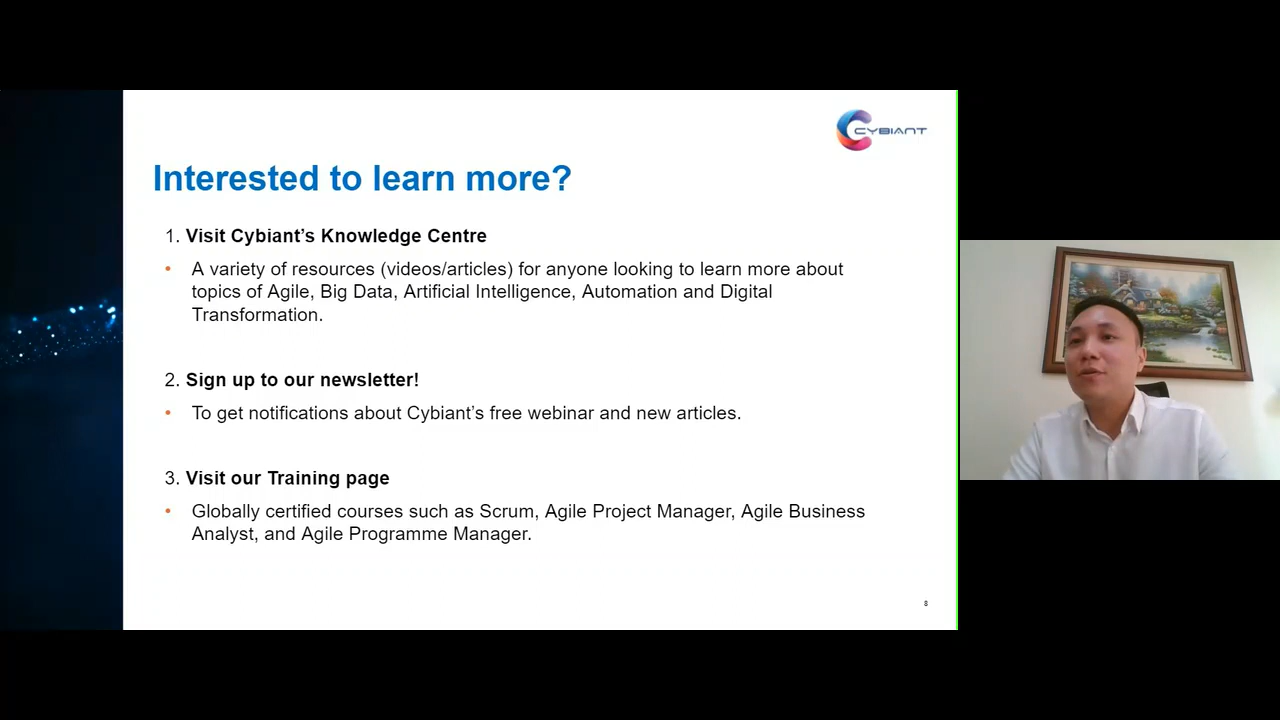 CYBIANT
Interested to learn more?
1. Visit Cybiant’s Knowledge Centre
• A variety of resources (videos/articles) for anyone looking to learn more about
topics of Agile, Big Data, Artificial Intelligence, Automation and Digital
Transformation.
2. Sign up to our newsletter!
• To get notifications about Cybiant’s free webinar and new articles.
3. Visit our Training page
• Globally certified courses such as Scrum, Agile Project Manager, Agile Business
Analyst, and Agile Programme Manager.
8